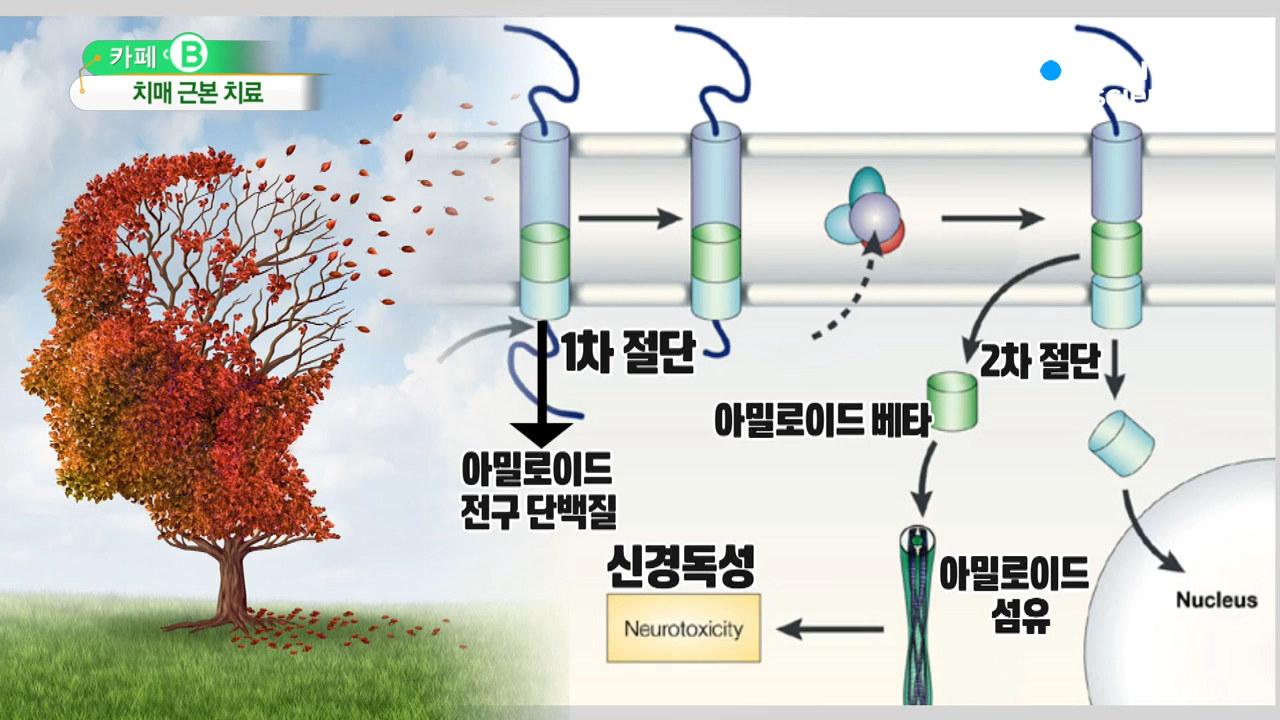 카페 B
치매 근본 치료
1차 절단
2차 절단
아밀로이드 베타
아밀로이드
전구 단백질
신경독성
Neurotoxicity
아밀로이드
섬유
Nucleus